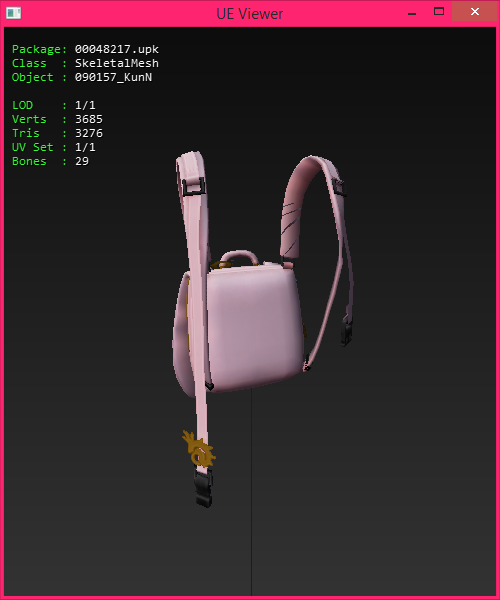 UE Viewer
Package: 00048217.upk
Class : SkeletalMesh
Object : 090157_KunN
LOD : 1/1
Verts : 3685
Tris : 3276
UV Set : 1/1
Bones : 29